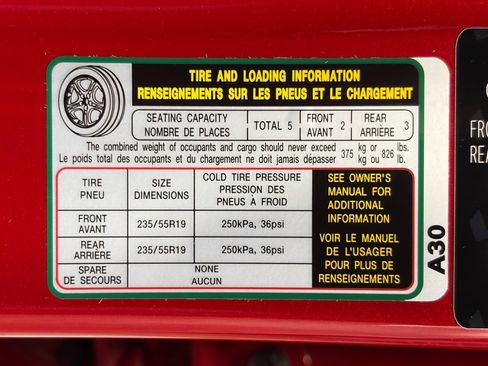 TIRE AND LOADING INFORMATION
RENSEIGNEMENTS SUR LES PNEUS ET LE CHARGEMENT
SEATING CAPACITY
NOMBRE DE PLACES
TOTAL 5
FRONT
AVANT 2
REAR
ARRIÈRE 3
The combined weight of occupants and cargo should never exceed 375 kg or 826 lbs.
Le poids total des occupants et du chargement ne doit jamais dépasser 375 kg ou 826 lb.
TIRE
PNEU
SIZE
DIMENSIONS
COLD TIRE PRESSURE
PRESSION DES
PNEUS À FROID
FRONT
AVANT
235/55R19
250kPa, 36psi
REAR
ARRIÈRE
235/55R19
250kPa, 36psi
SPARE
DE SECOURS
NONE
AUCUN
SEE OWNER'S
MANUAL FOR
ADDITIONAL
INFORMATION
VOIR LE MANUEL
DE L'USAGER
POUR PLUS DE
RENSEIGNEMENTS
A30